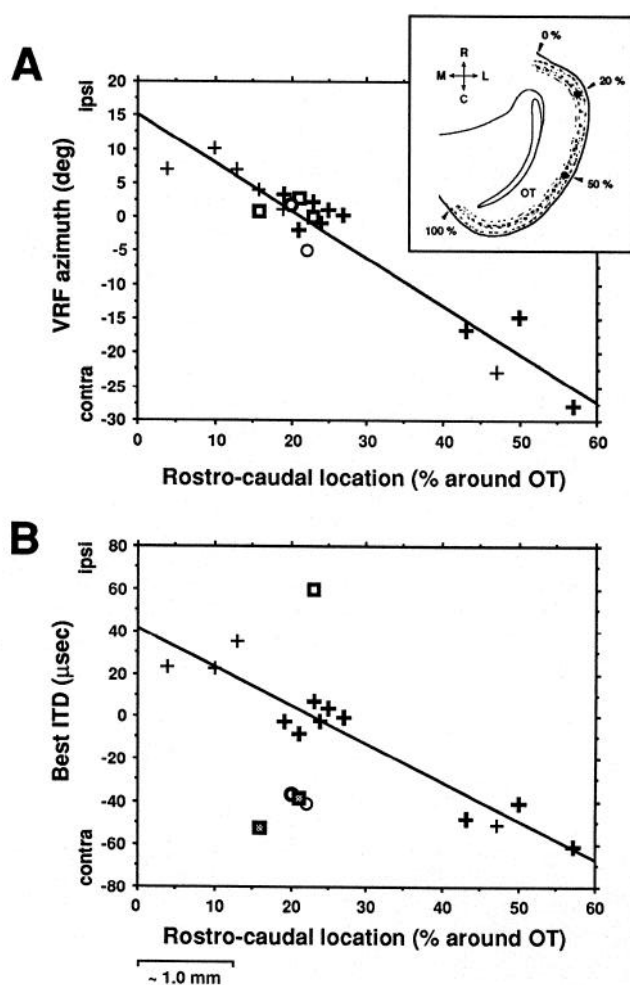 A
VRF azimuth (deg)
ipsi
contra
20
15
10
5
0
-5
-10
-15
-20
-25
-30
0
10
20
30
40
50
60
Rostro-caudal location (% around OT)
R
M
L
C
0 %
20 %
50 %
100 %
OT
B
Best ITD (μsec)
ipsi
contra
80
60
40
20
0
-20
-40
-60
-80
0
10
20
30
40
50
60
Rostro-caudal location (% around OT)
~ 1.0 mm